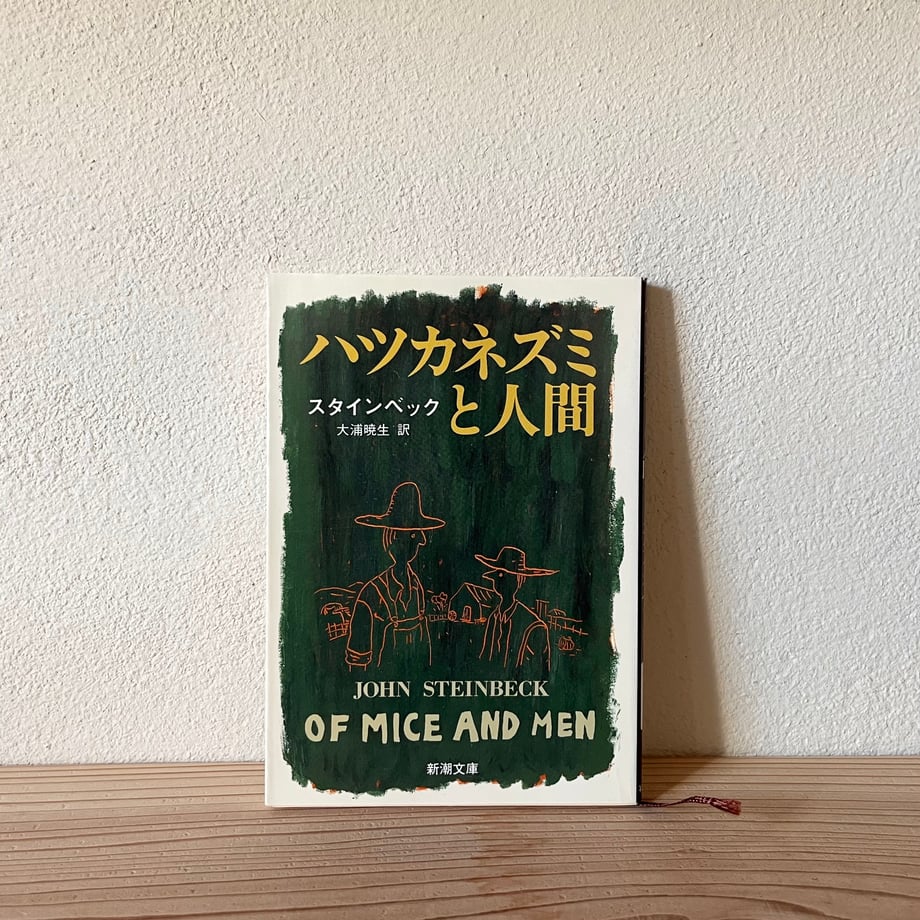 ハツカネズミ
と人間
スタインベック
大浦暁生 訳
JOHN STEINBECK
OF MICE AND MEN
新潮文庫